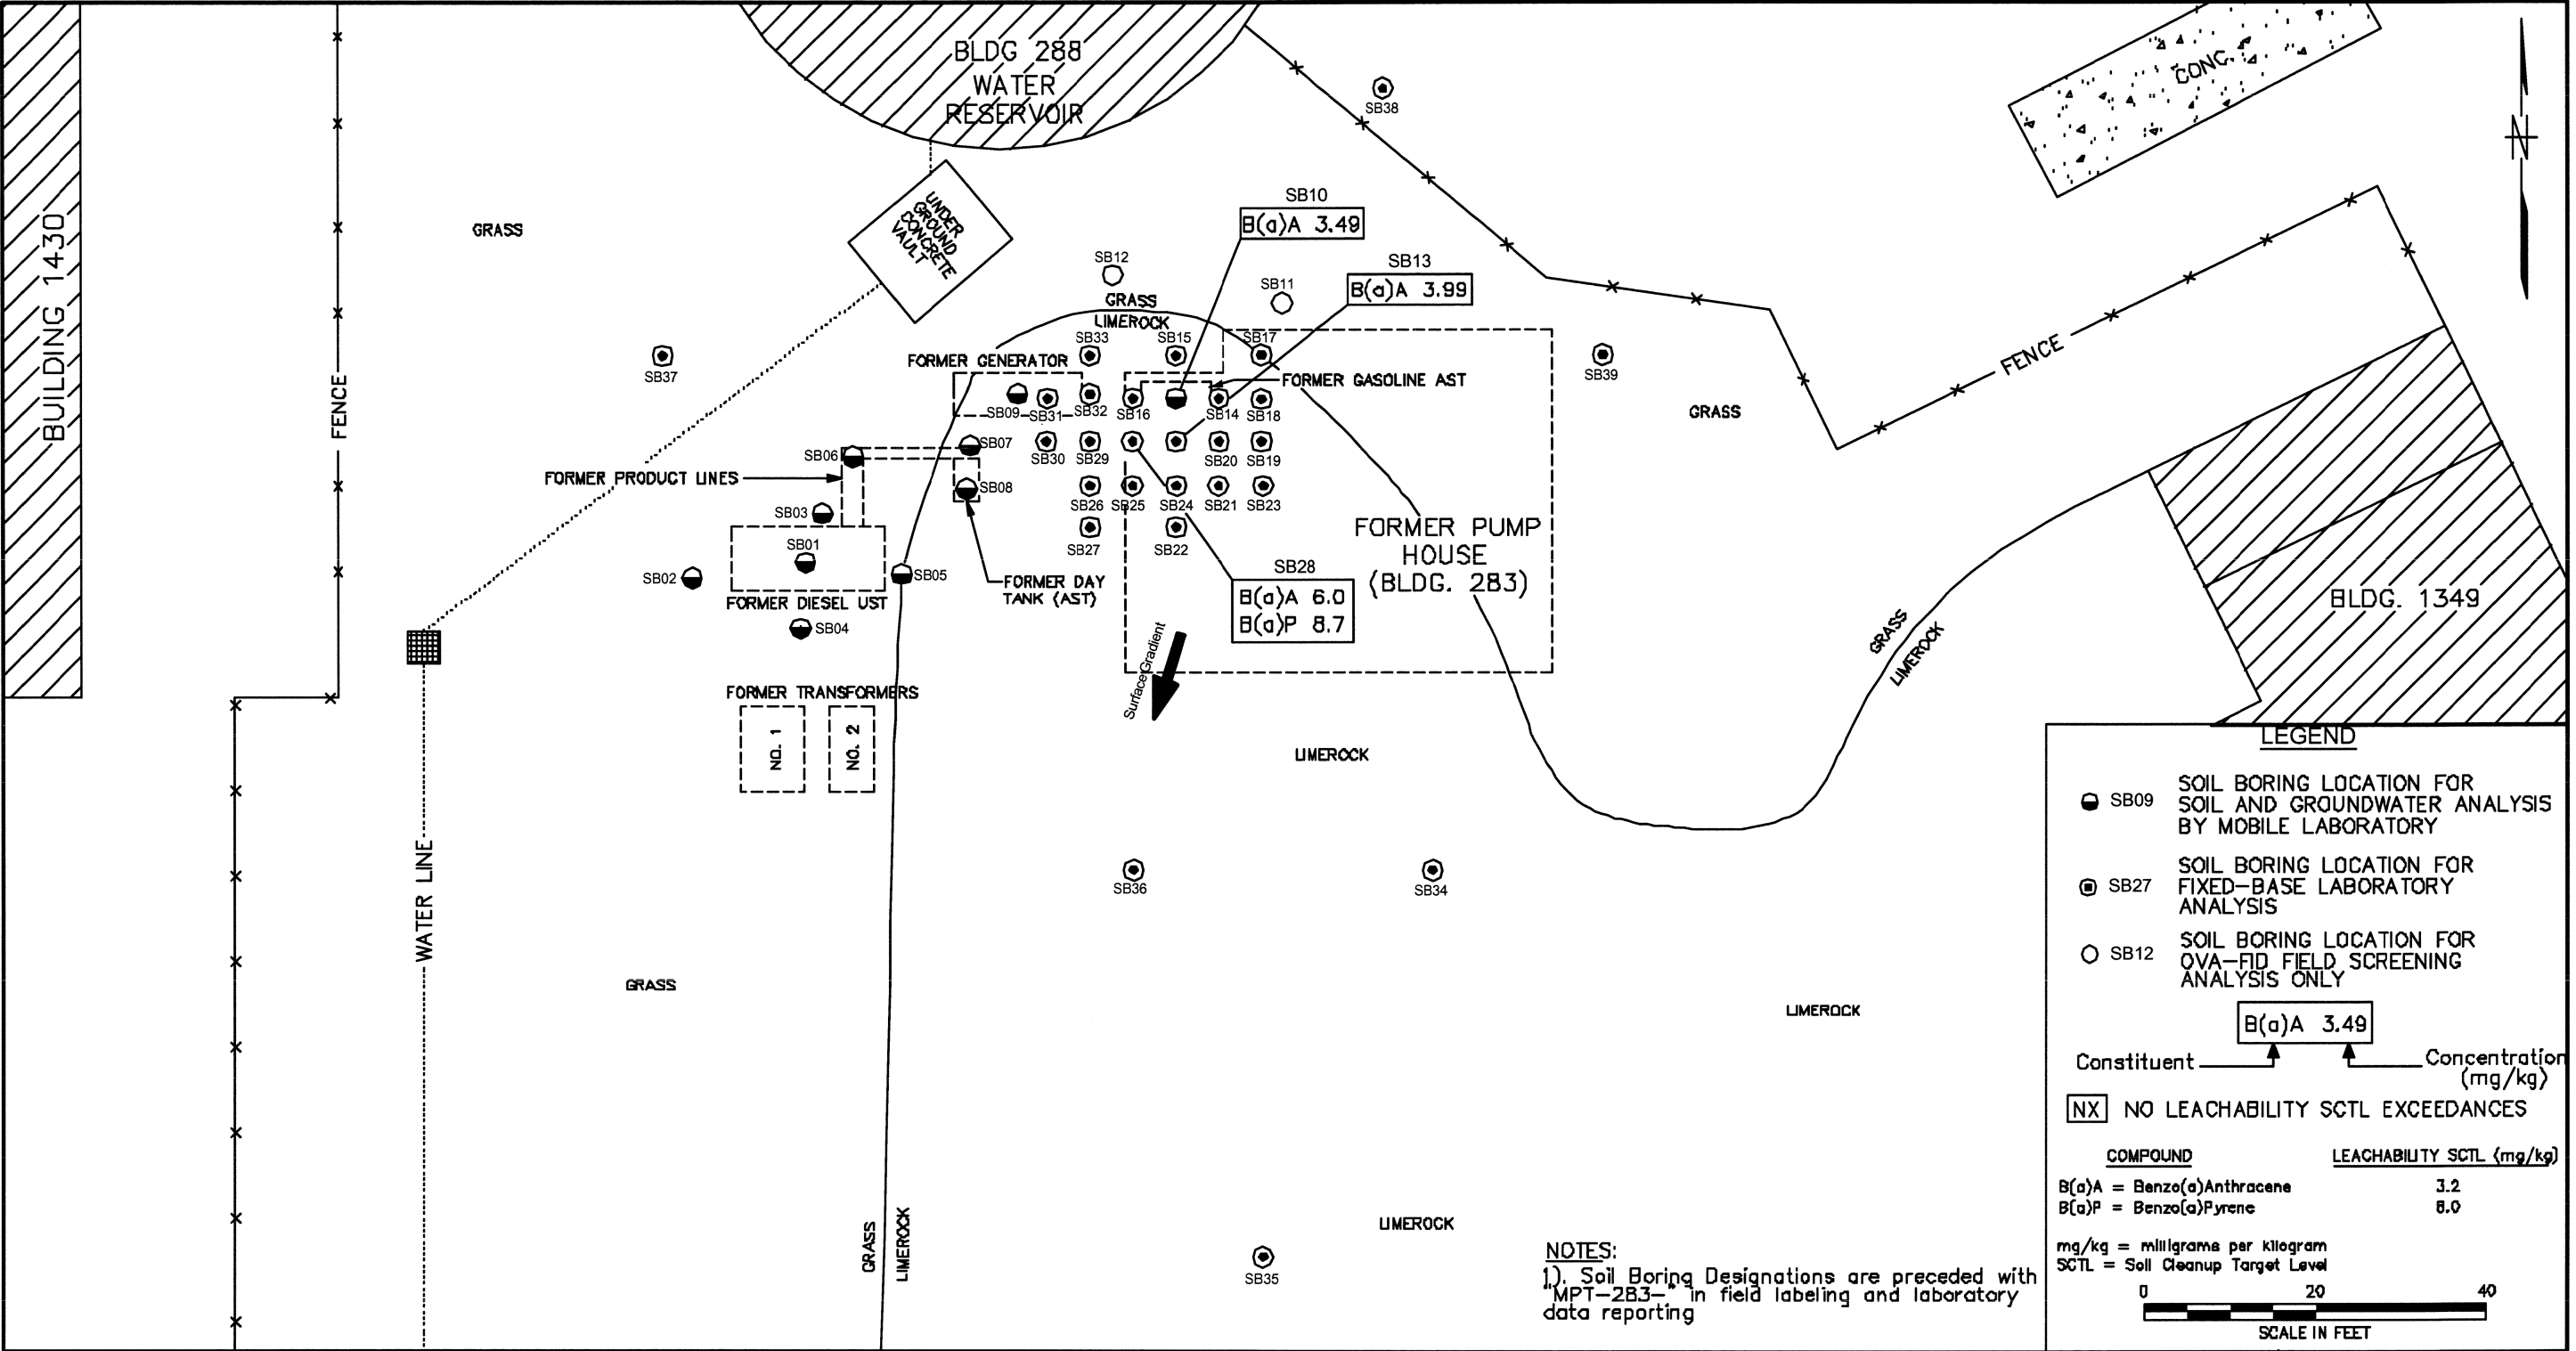 BLDG 288
WATER
RESERVOIR
CONC.
N
SB38
BUILDING 1430
GRASS
UNDER
GROUND
CONCRETE
VAULT
SB10
B(a)A 3.49
SB12
SB11
SB13
B(a)A 3.99
GRASS
LIMEROCK
FENCE
SB37
SB33
SB15
SB17
SB39
FENCE
FORMER GENERATOR
FORMER GASOLINE AST
GRASS
SB09
SB31
SB32
SB16
SB14
SB18
SB06
SB07
SB30
SB29
SB20
SB19
FORMER PRODUCT LINES
SB08
SB26
SB25
SB24
SB21
SB23
SB03
SB01
SB27
SB22
FORMER PUMP
HOUSE
(BLDG. 283)
SB02
SB05
FORMER DAY
TANK (AST)
SB28
B(a)A 6.0
B(a)P 8.7
FORMER DIESEL UST
SB04
BLDG. 1349
GRASS
LIMEROCK
Surface Gradient
FORMER TRANSFORMERS
NO. 1
NO. 2
LIMEROCK
WATER LINE
SB36
SB34
GRASS
LIMEROCK
GRASS
LIMEROCK
LIMEROCK
SB35
NOTES:
1). Soil Boring Designations are preceded with
"MPT-283-" in field labeling and laboratory
data reporting
LEGEND
SB09
SOIL BORING LOCATION FOR
SOIL AND GROUNDWATER ANALYSIS
BY MOBILE LABORATORY
SB27
SOIL BORING LOCATION FOR
FIXED-BASE LABORATORY
ANALYSIS
SB12
SOIL BORING LOCATION FOR
OVA-FID FIELD SCREENING
ANALYSIS ONLY
B(a)A 3.49
Constituent
Concentration
(mg/kg)
NX NO LEACHABILITY SCTL EXCEEDANCES
COMPOUND LEACHABILITY SCTL (mg/kg)
B(a)A = Benzo(a)Anthracene 3.2
B(a)P = Benzo(a)Pyrene 8.0
mg/kg = milligrams per kilogram
SCTL = Soil Cleanup Target Level
0 20 40
SCALE IN FEET